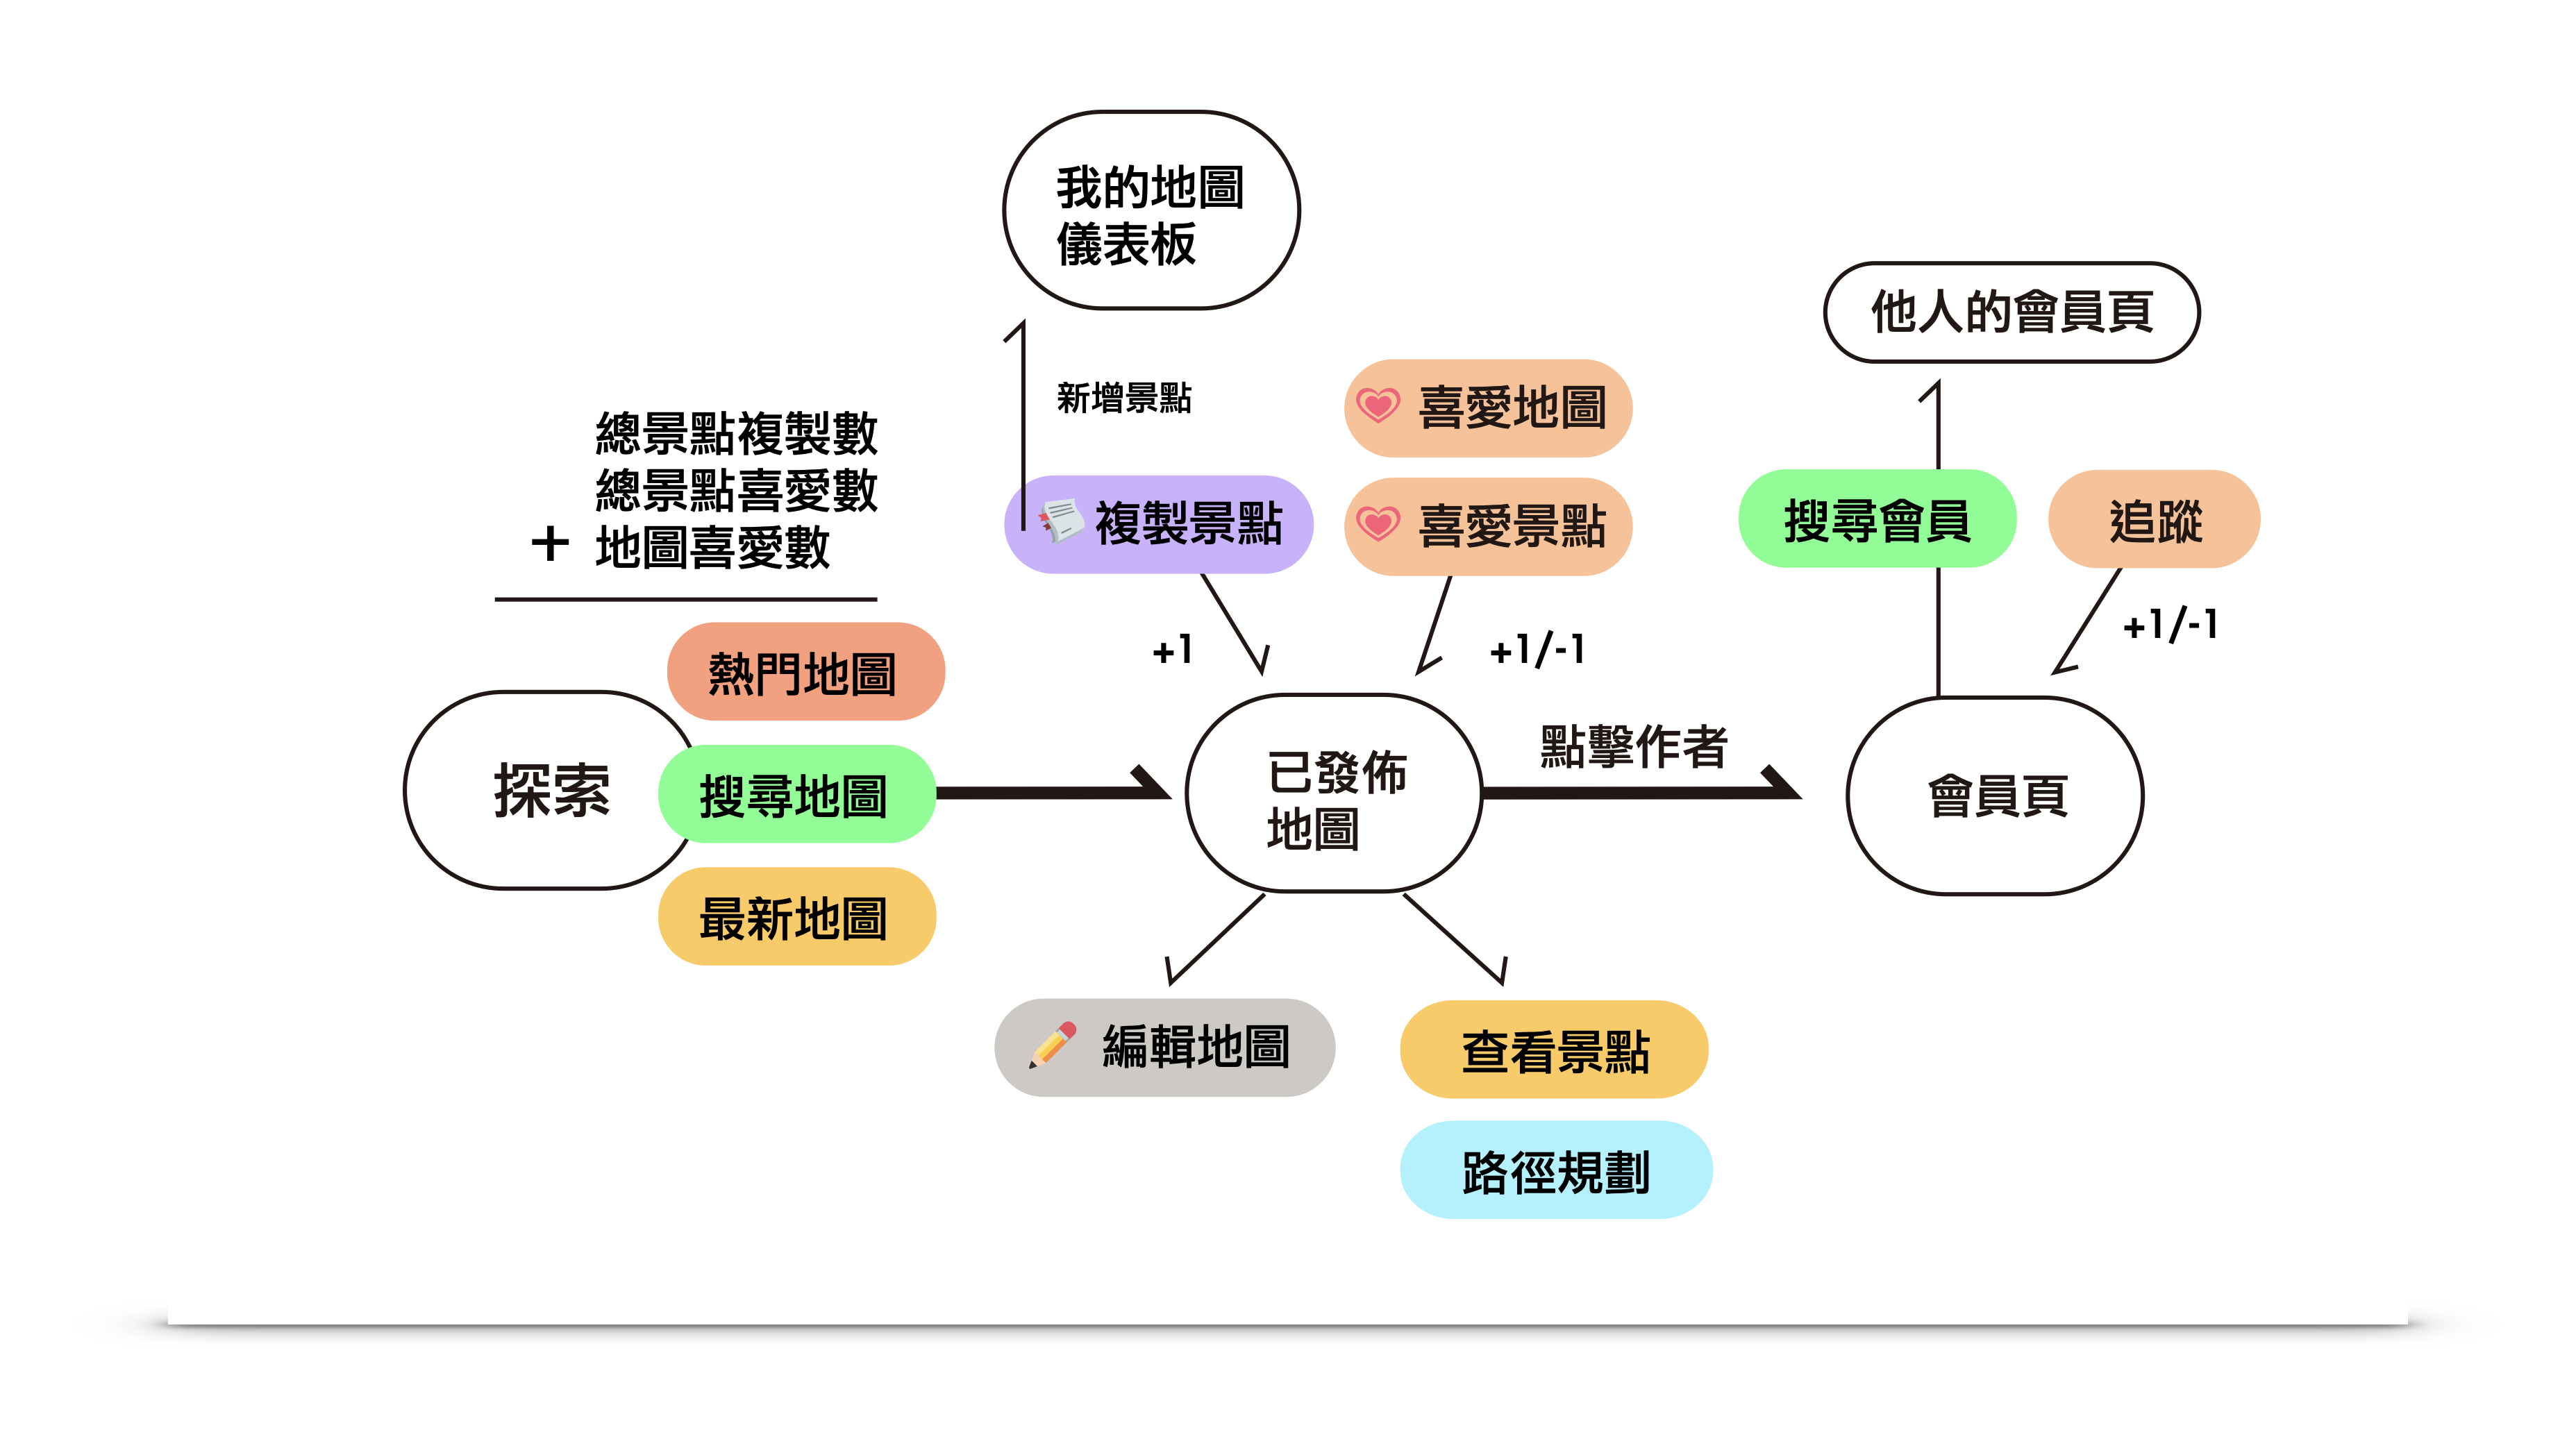 我的地圖
儀表板
他人的會員頁
新增景點
喜愛地圖
總景點複製數
總景點喜愛數
+ 地圖喜愛數
複製景點
喜愛景點
搜尋會員
追蹤
+1
+1/-1
+1/-1
熱門地圖
探索
搜尋地圖
最新地圖
已發佈
地圖
點擊作者
會員頁
編輯地圖
查看景點
路徑規劃